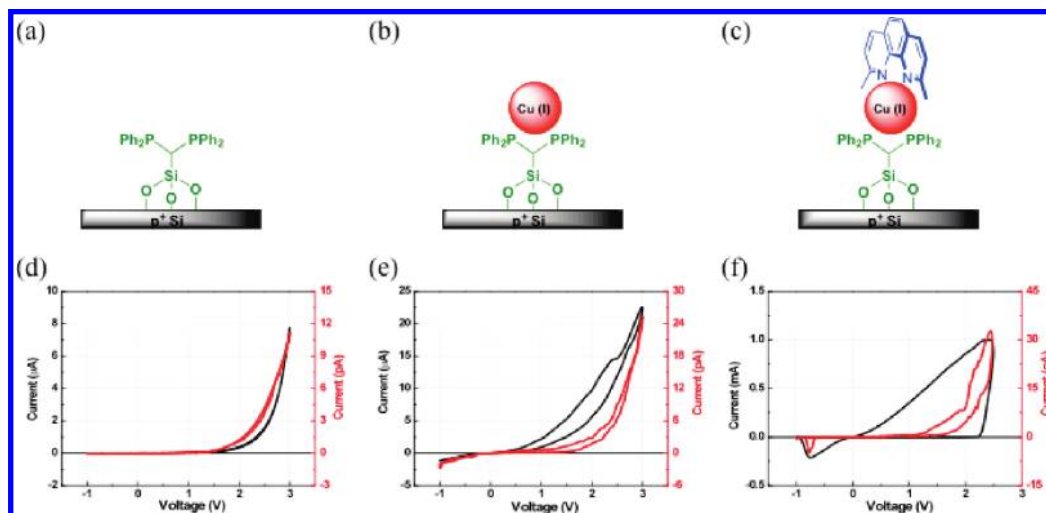 (a)
(b)
(c)
N N
Cu (I)
Cu (I)
Ph₂P PPh₂
Ph₂P PPh₂
Ph₂P PPh₂
Si
Si
Si
O O O
O O O
O O O
p⁺ Si
p⁺ Si
p⁺ Si
(d)
(e)
(f)
Current (μA)
10
8
6
4
2
0
-2
-1 0 1 2 3
Voltage (V)
15
12
9
6
3
0
-3
Current (pA)
Current (μA)
25
20
15
10
5
0
-5
-1 0 1 2 3
Voltage (V)
30
24
18
12
6
0
-6
Current (pA)
Current (mA)
1.5
1.0
0.5
0.0
-0.5
-1 0 1 2 3
Voltage (V)
45
30
15
0
-15